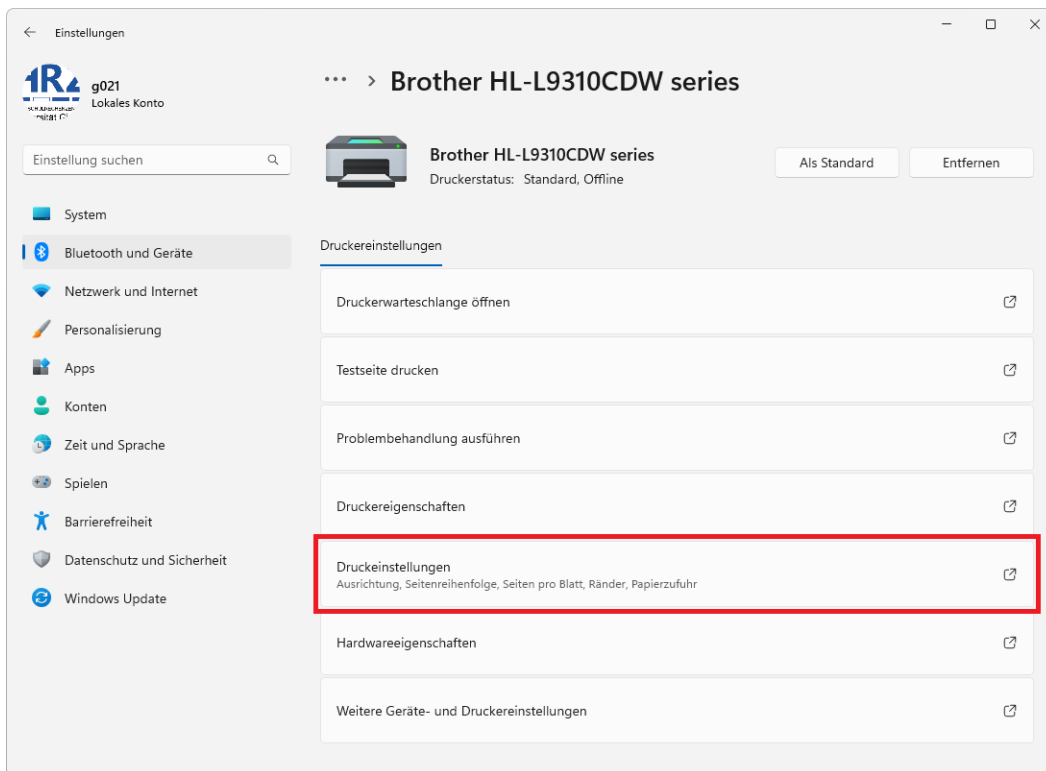 Einstellungen
g021
Lokales Konto
Einstellung suchen
System
Bluetooth und Geräte
Netzwerk und Internet
Personalisierung
Apps
Konten
Zeit und Sprache
Spielen
Barrierefreiheit
Datenschutz und Sicherheit
Windows Update
··· > Brother HL-L9310CDW series
Brother HL-L9310CDW series
Druckerstatus: Standard, Offline
Als Standard
Entfernen
Druckereinstellungen
Druckerwarteschlange öffnen
Testseite drucken
Problembehandlung ausführen
Druckereigenschaften
Druckeinstellungen
Ausrichtung, Seitenreihenfolge, Seiten pro Blatt, Ränder, Papierzufuhr
Hardwareeigenschaften
Weitere Geräte- und Druckereinstellungen